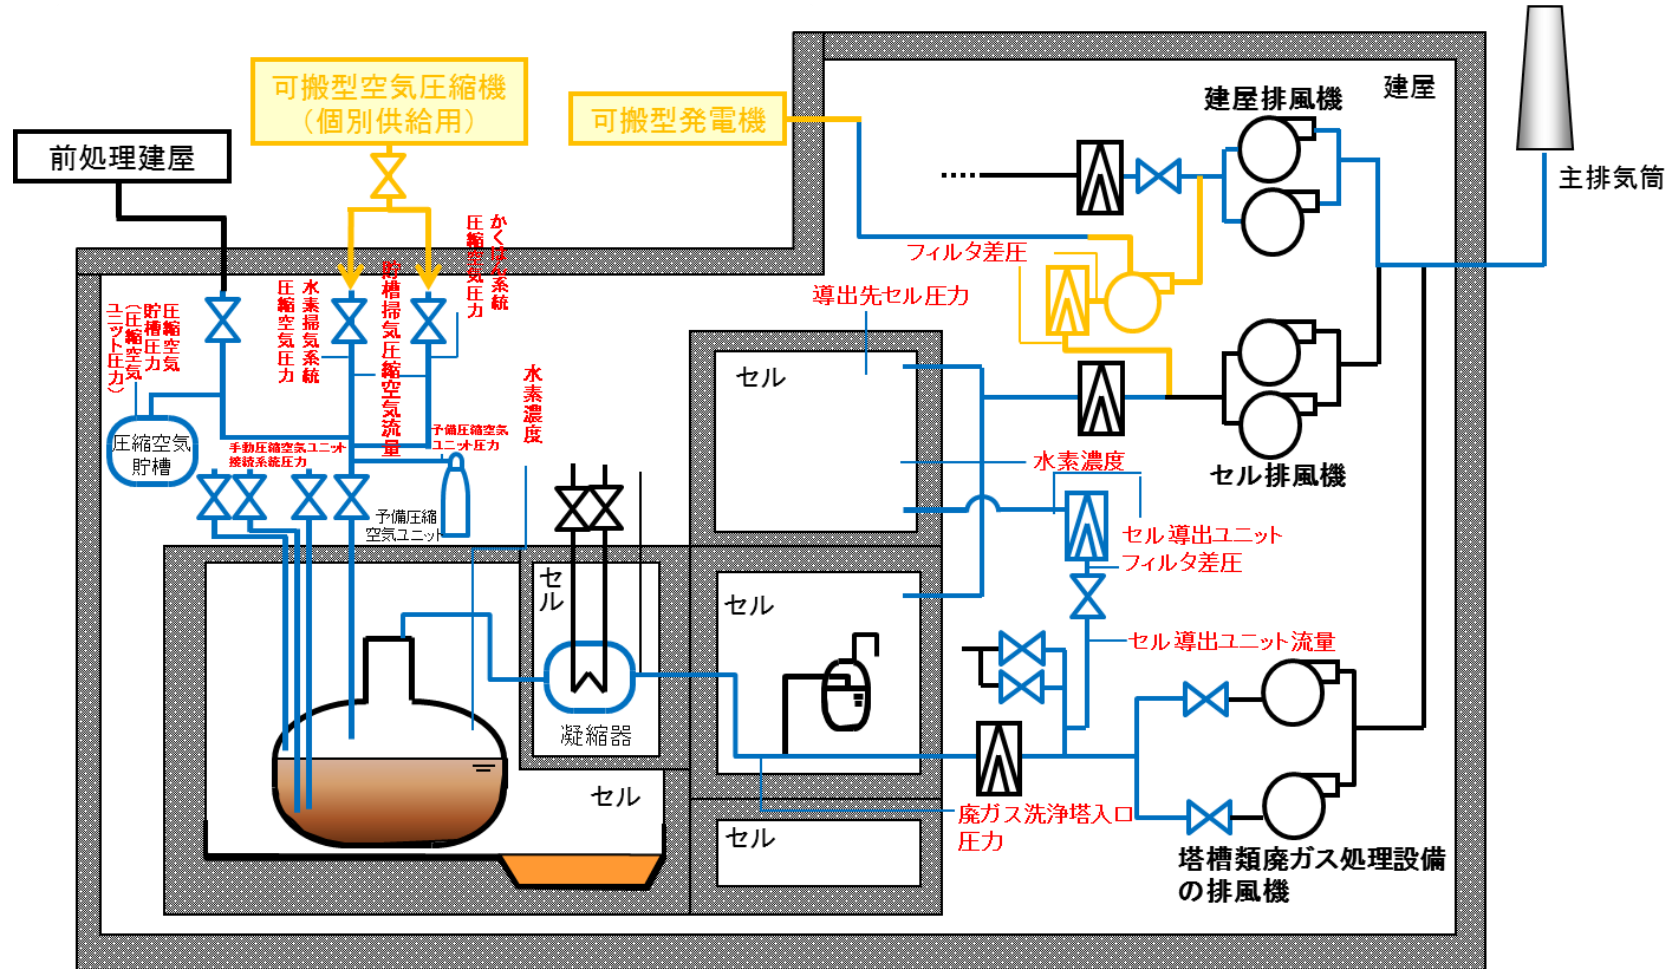 可搬型空気圧縮機
（個別供給用）
可搬型発電機
前処理建屋
建屋
建屋排風機
主排気筒
かくはん系統
圧縮空気圧力
フィルタ差圧
導出先セル圧力
貯槽掃気圧縮空気流量
水素掃気系統
圧縮空気圧力
圧縮空気
貯槽圧力
（圧縮空気
ユニット圧力）
水素濃度
セル
セル排風機
圧縮空気
貯槽
手動圧縮空気ユニット
接続系統圧力
予備圧縮空気
ユニット圧力
予備圧縮
空気ユニット
水素濃度
セル導出ユニット
フィルタ差圧
セル
セル
セル導出ユニット流量
凝縮器
セル
セル
廃ガス洗浄塔入口
圧力
塔槽類廃ガス処理設備
の排風機